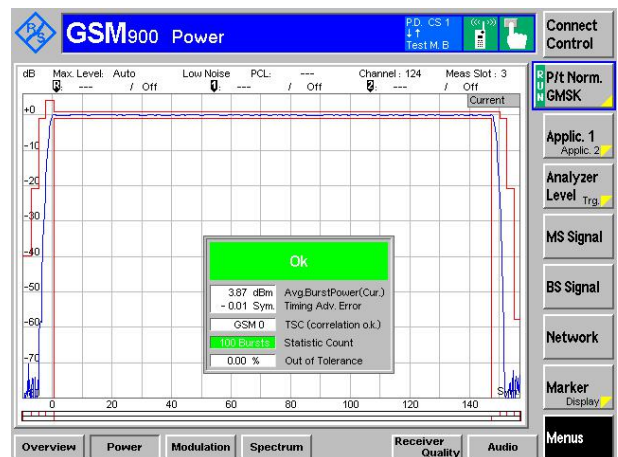 R&S
GSM900 Power
P.D. CS 1
Test M. B
Connect Control
dB Max. Level: Auto Low Noise PCL: --- Channel : 124 Meas Slot : 3
--- / Off --- / Off --- / Off
Current
+0
-10
-20
-30
-40
-50
-60
-70
0 20 40 60 80 100 120 140
Ok
3.87 dBm Avg.BurstPower(Cur.)
- 0.01 Sym. Timing Adv. Error
GSM 0 TSC (correlation o.k.)
100 Bursts Statistic Count
0.00 % Out of Tolerance
RUN
P/t Norm.
GMSK
Applic. 1
Applic. 2
Analyzer
Level Trg.
MS Signal
BS Signal
Network
Marker
Display
Menus
Overview Power Modulation Spectrum Receiver Quality Audio